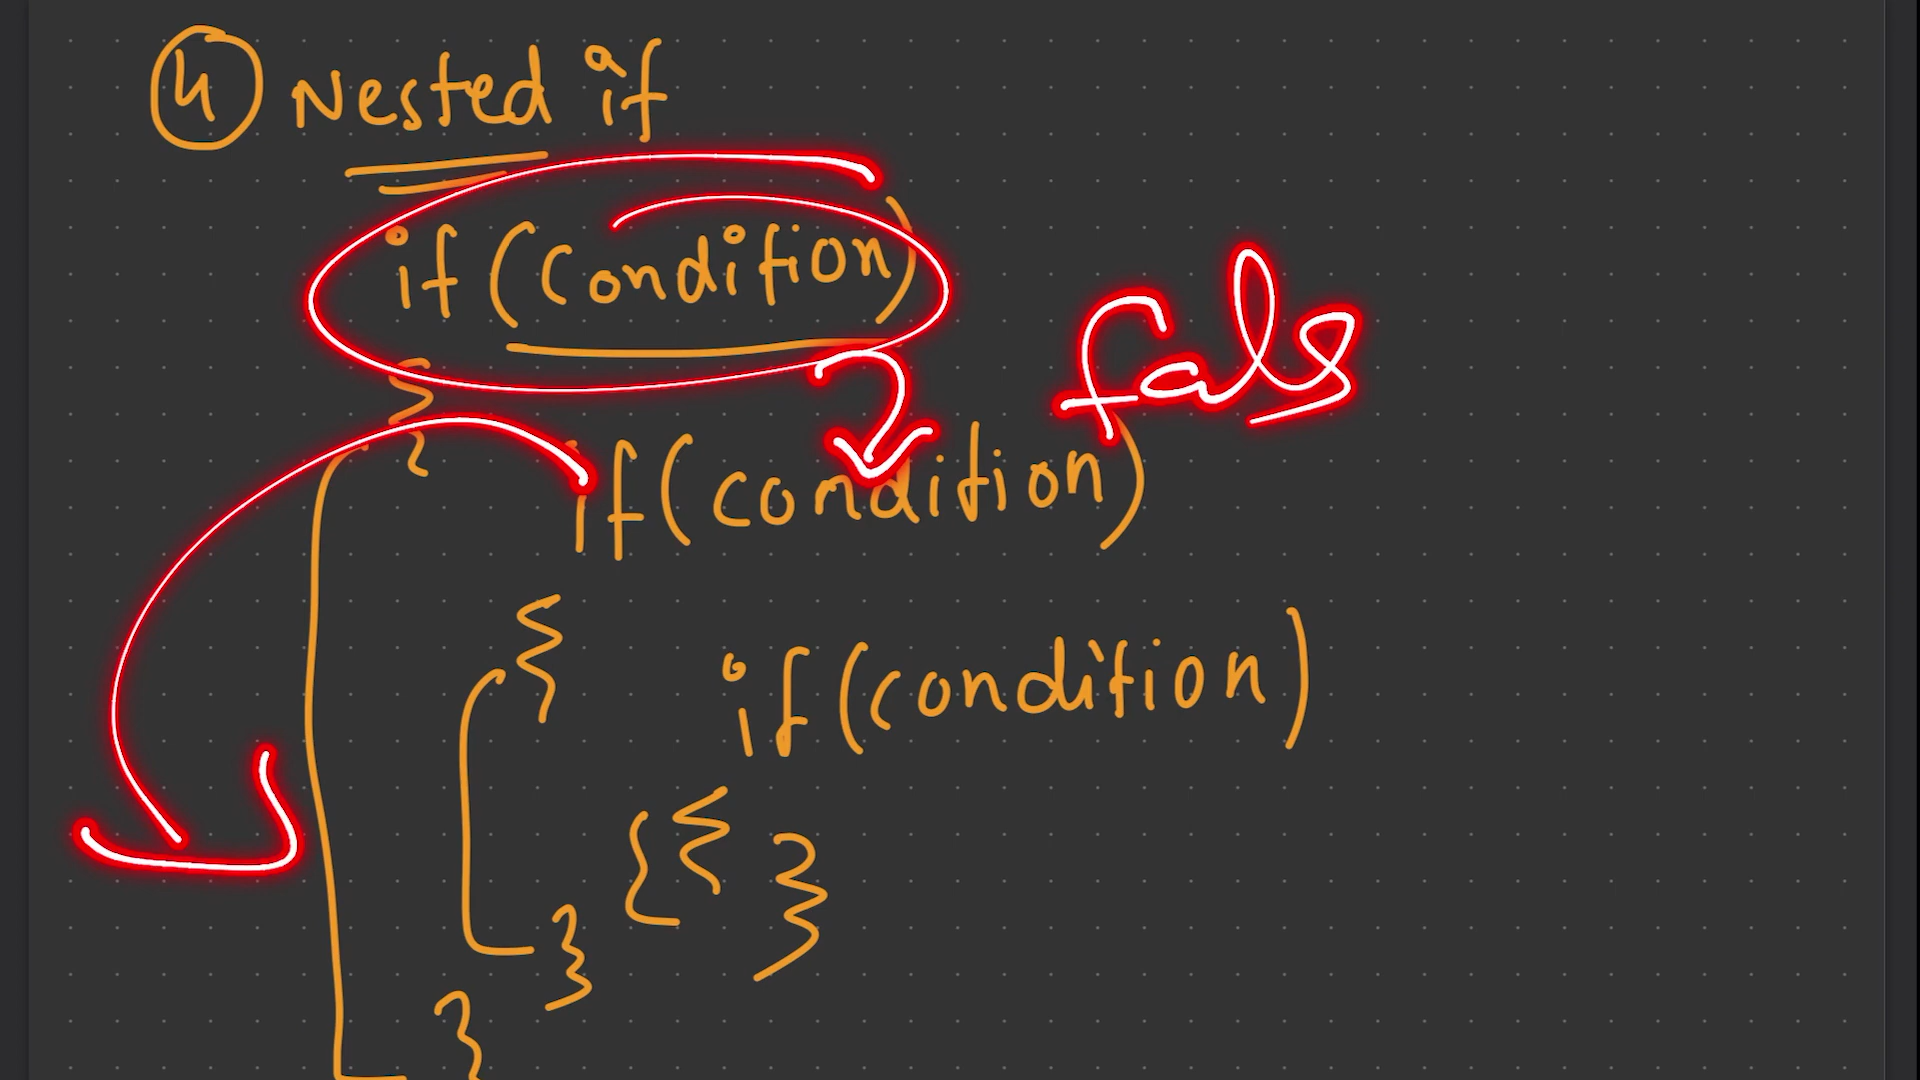 4 Nested if
if (Condition)
fals
{
if (condition)
{
if (condition)
{
}
}
}